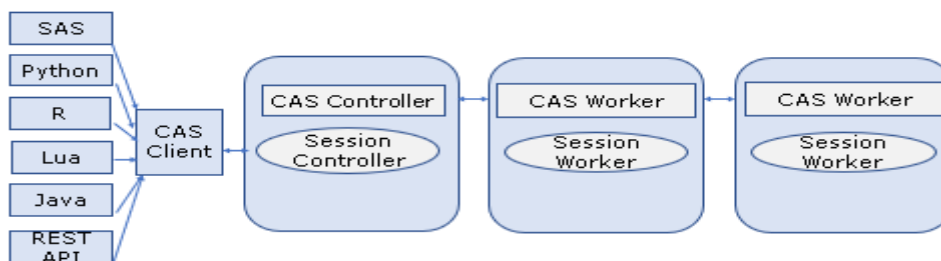 SAS
Python
R
Lua
Java
REST
API
CAS
Client
CAS Controller
Session
Controller
CAS Worker
Session
Worker
CAS Worker
Session
Worker